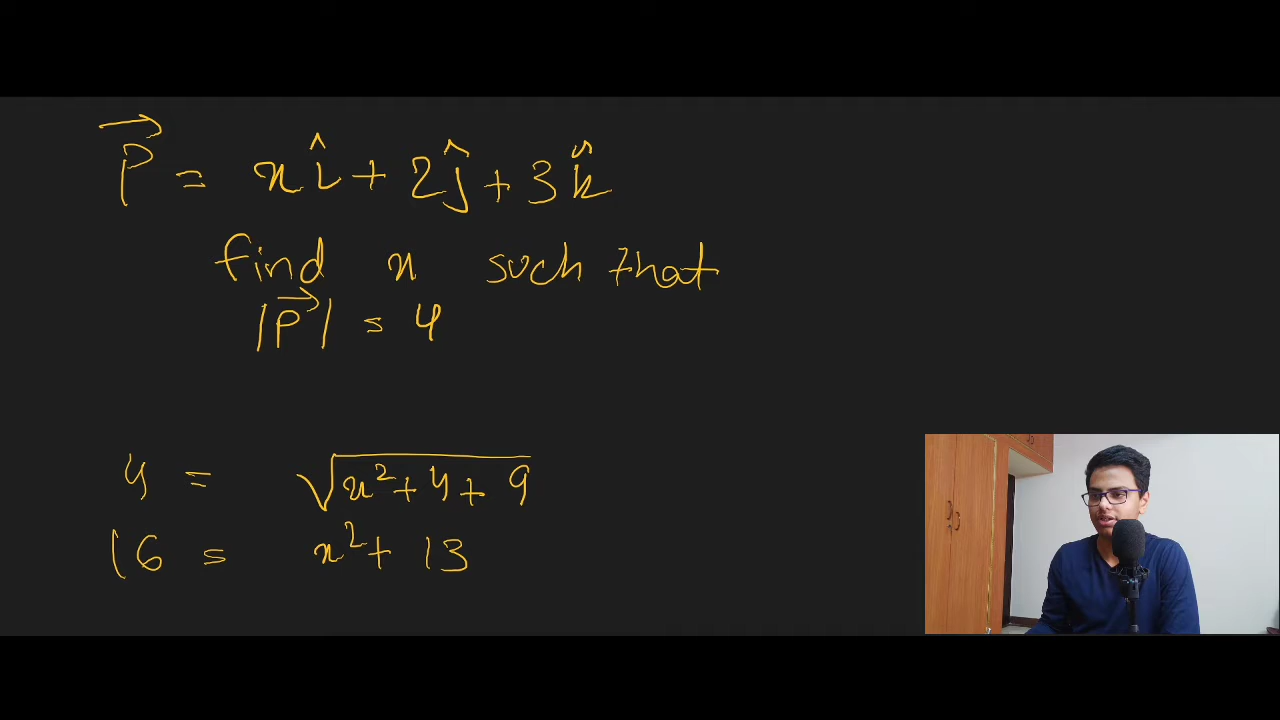 P⃗ = xî + 2ĵ + 3k̂
find x such that
|P⃗| = 4
4 = √(x² + 4 + 9)
16 = x² + 13